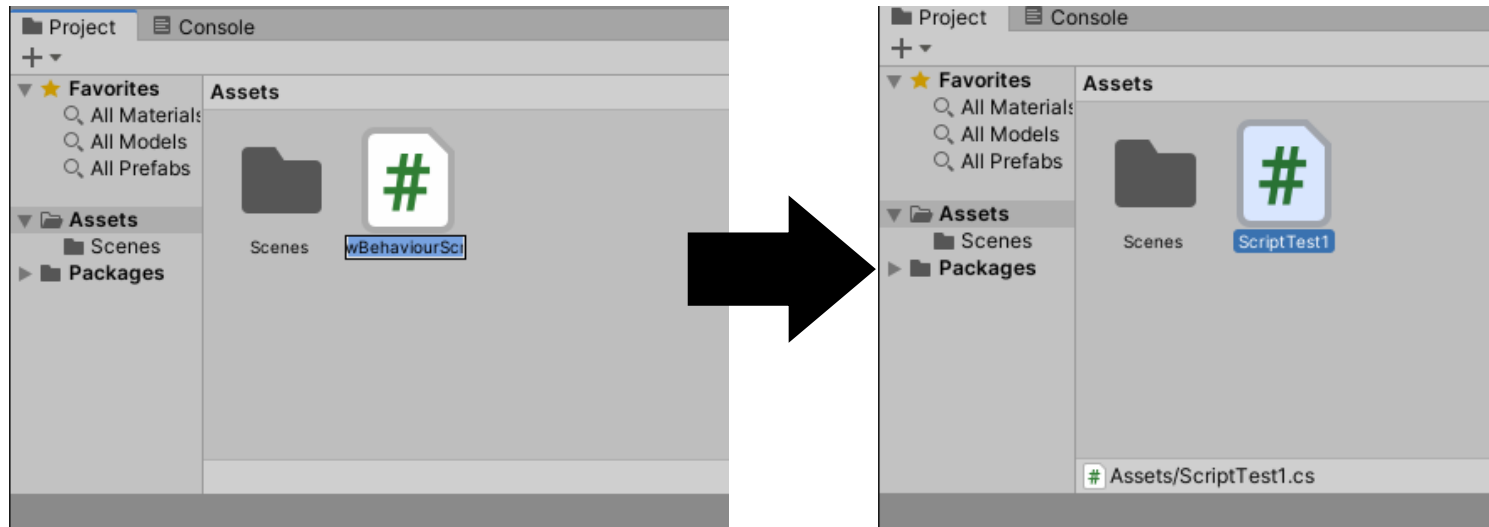 Project
Console
Favorites
Assets
All Materials
All Models
All Prefabs
Assets
Scenes
Packages
Scenes
wBehaviourScr
Project
Console
Favorites
Assets
All Materials
All Models
All Prefabs
Assets
Scenes
Packages
Scenes
ScriptTest1
Assets/ScriptTest1.cs